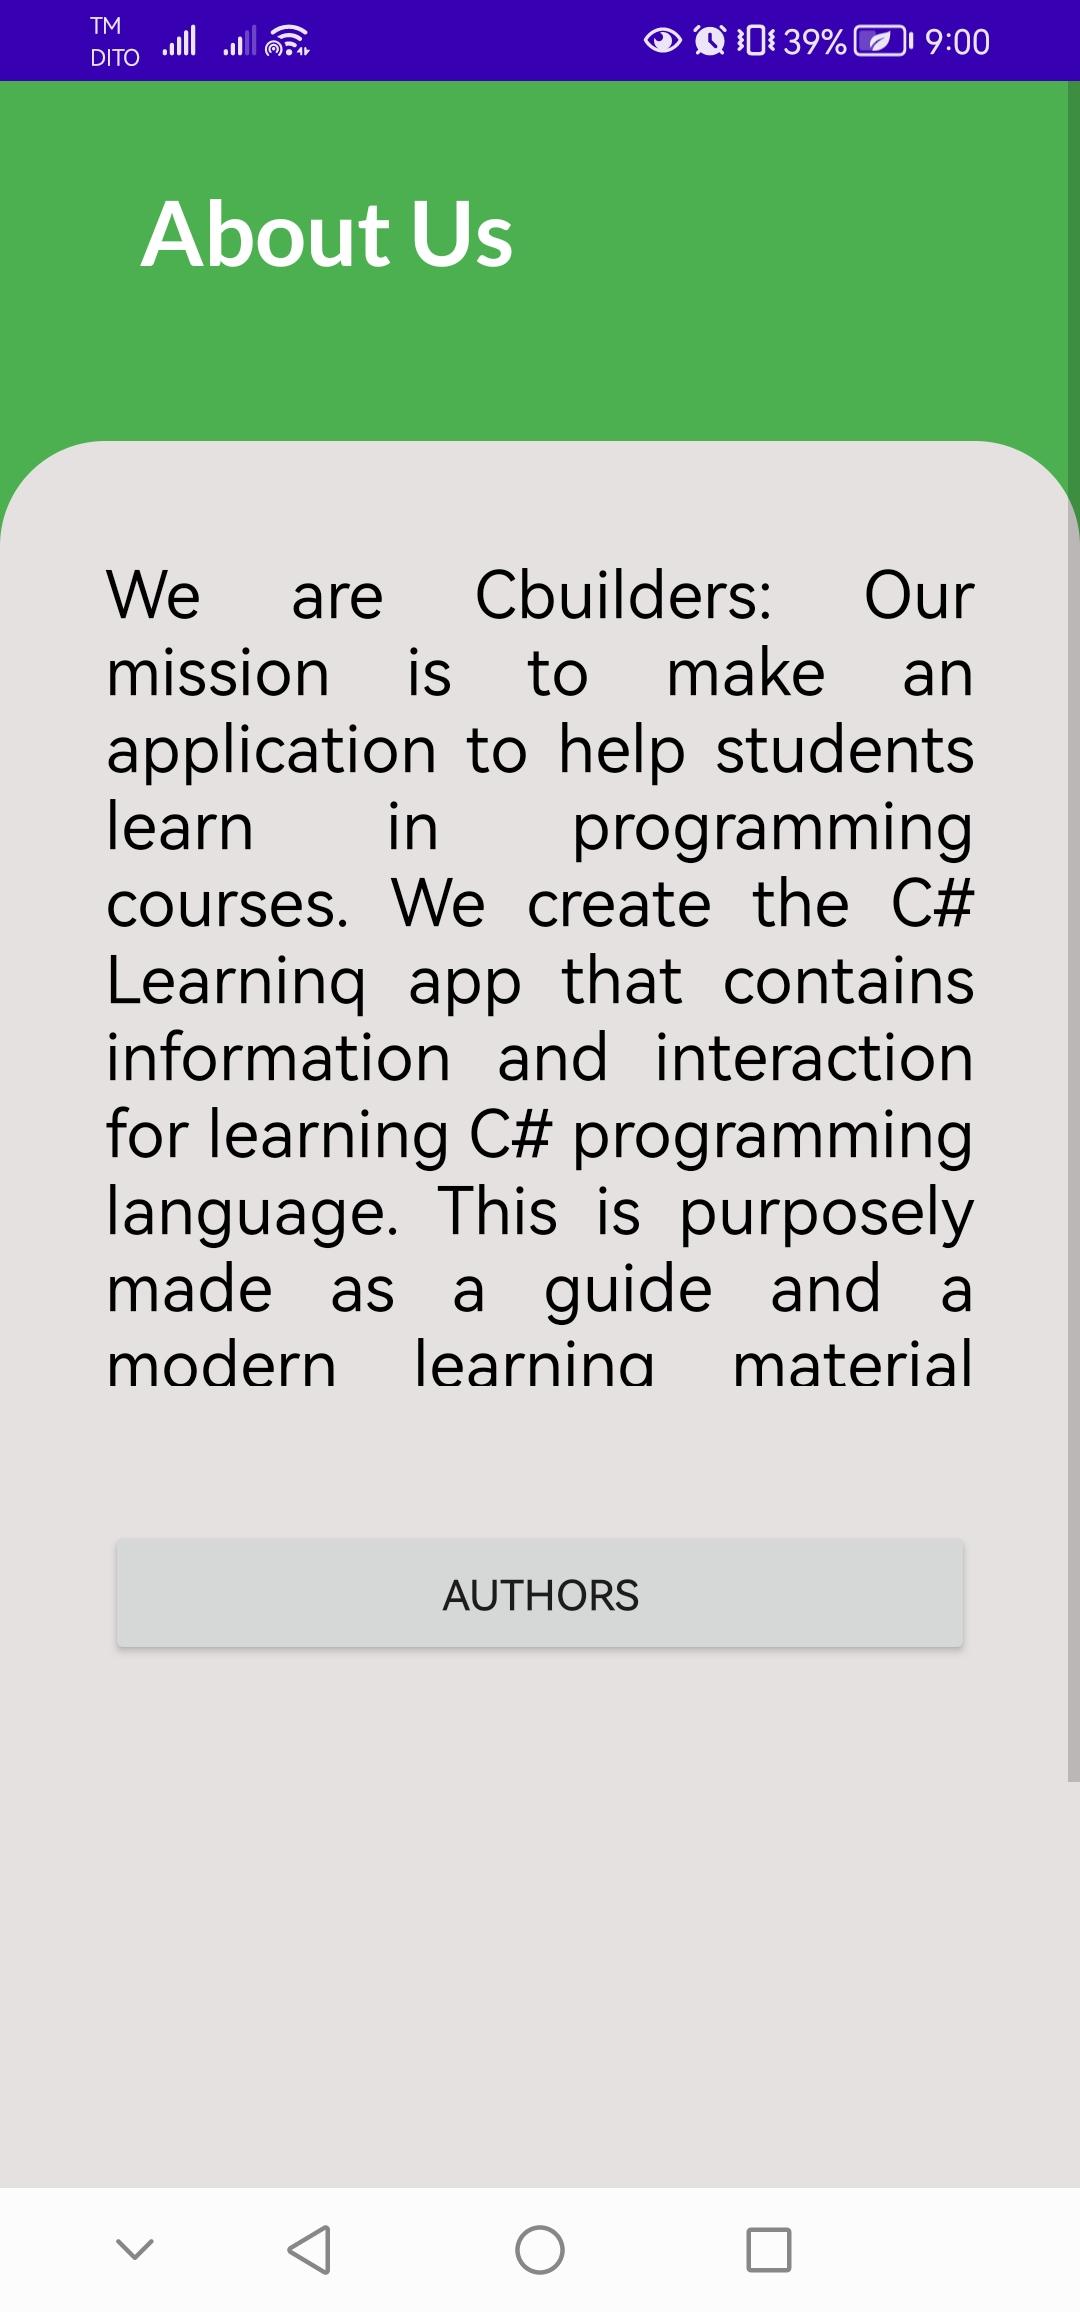 TM
DITO
39% 9:00
About Us
We are Cbuilders: Our
mission is to make an
application to help students
learn in programming
courses. We create the C#
Learninq app that contains
information and interaction
for learning C# programming
language. This is purposely
made as a guide and a
modern learning material
AUTHORS